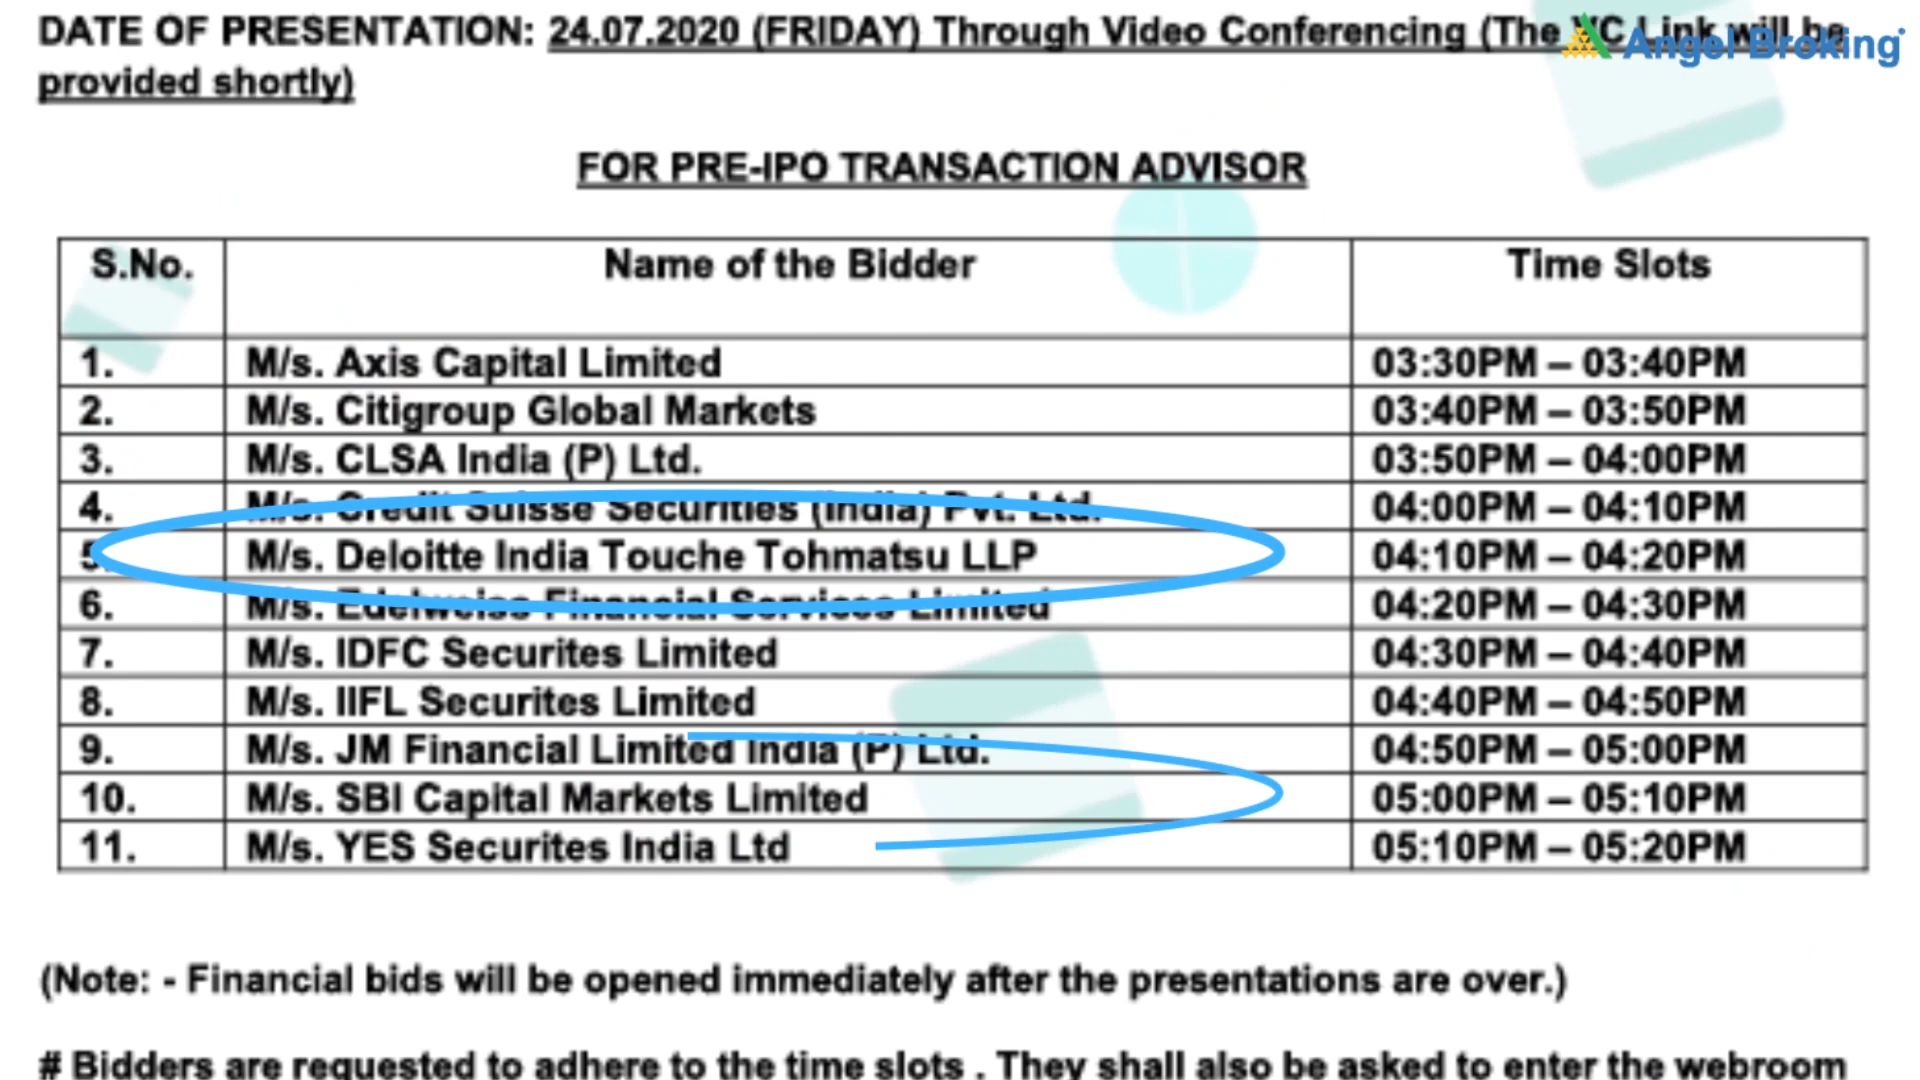 DATE OF PRESENTATION: 24.07.2020 (FRIDAY) Through Video Conferencing (The VC Link will be
Angel Broking
provided shortly)
FOR PRE-IPO TRANSACTION ADVISOR
S.No. Name of the Bidder Time Slots
1. M/s. Axis Capital Limited 03:30PM – 03:40PM
2. M/s. Citigroup Global Markets 03:40PM – 03:50PM
3. M/s. CLSA India (P) Ltd. 03:50PM – 04:00PM
4. M/s. Credit Suisse Securities (India) Pvt. Ltd. 04:00PM – 04:10PM
5. M/s. Deloitte India Touche Tohmatsu LLP 04:10PM – 04:20PM
6. M/s. Edelweiss Financial Services Limited 04:20PM – 04:30PM
7. M/s. IDFC Securites Limited 04:30PM – 04:40PM
8. M/s. IIFL Securites Limited 04:40PM – 04:50PM
9. M/s. JM Financial Limited India (P) Ltd. 04:50PM – 05:00PM
10. M/s. SBI Capital Markets Limited 05:00PM – 05:10PM
11. M/s. YES Securites India Ltd 05:10PM – 05:20PM
(Note: - Financial bids will be opened immediately after the presentations are over.)
# Bidders are requested to adhere to the time slots . They shall also be asked to enter the webroom